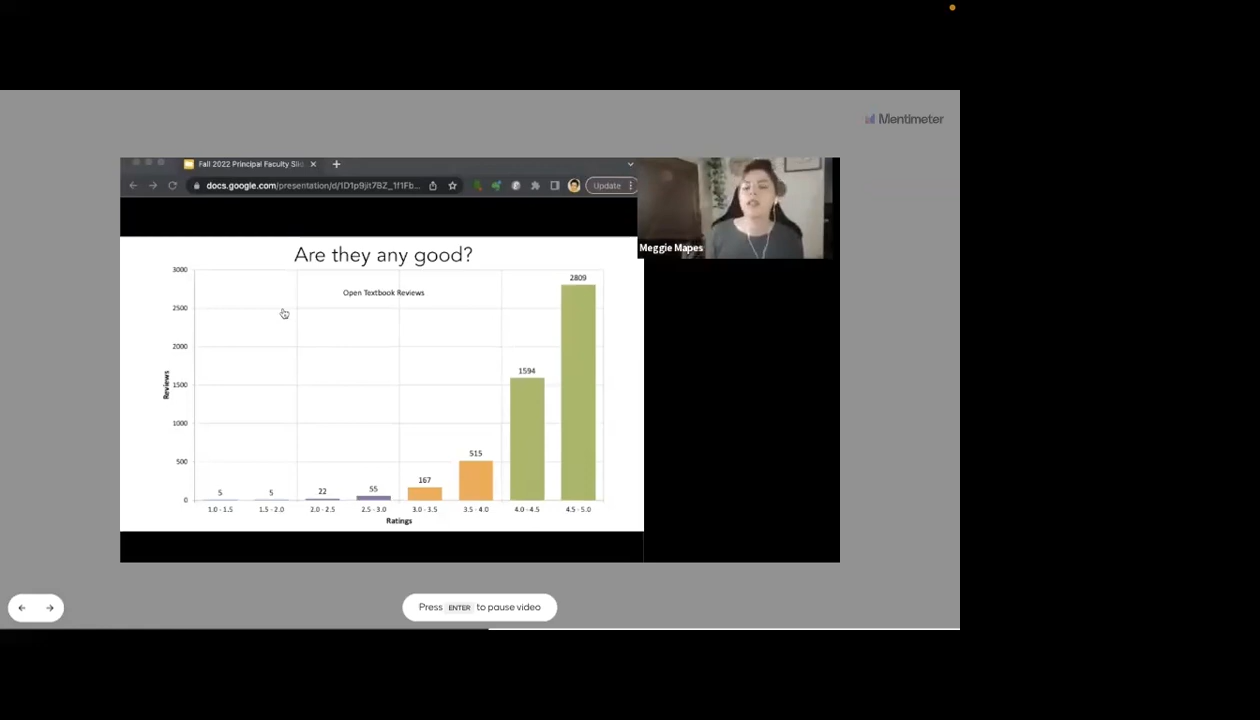 Mentimeter
Fall 2022 Principal Faculty Sli
docs.google.com/presentation/d/1D1p9jit7BZ_1f1Fb...
Update
Meggie Mapes
Are they any good?
Open Textbook Reviews
3000
2500
2000
1500
1000
500
0
Reviews
5
5
22
55
167
515
1594
2809
1.0 - 1.5
1.5 - 2.0
2.0 - 2.5
2.5 - 3.0
3.0 - 3.5
3.5 - 4.0
4.0 - 4.5
4.5 - 5.0
Ratings
Press ENTER to pause video